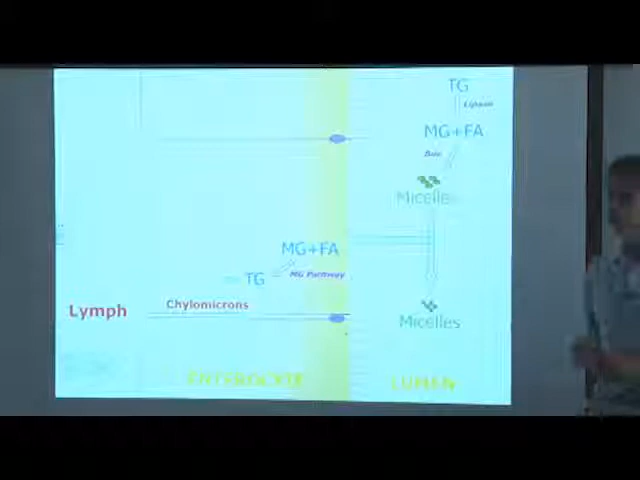 TG
Lipase
MG+FA
Bile
Micelles
MG+FA
TG
MG Pathway
Chylomicrons
Lymph
Micelles
ENTEROCYTE
LUMEN